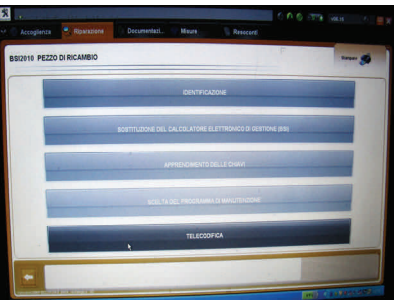 Accoglienza Riparazione Documentazi... Misure Resoconti
BSI2010 PEZZO DI RICAMBIO
IDENTIFICAZIONE
SOSTITUZIONE DEL CALCOLATORE ELETTRONICO DI GESTIONE (BSI)
APPRENDIMENTO DELLE CHIAVI
SCELTA DEL PROGRAMMA DI MANUTENZIONE
TELECODIFICA